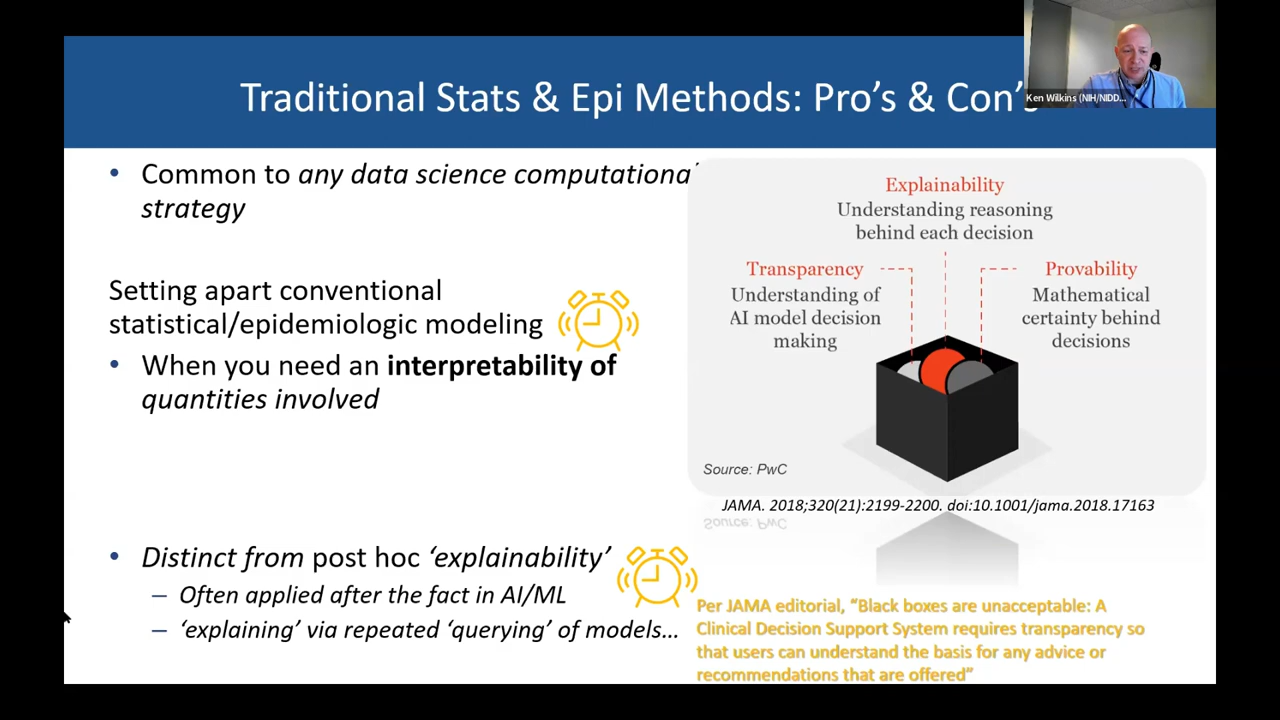 Traditional Stats & Epi Methods: Pro's & Con's
Ken Wilkins (NIH/NIDD...
• Common to any data science computational
strategy
Setting apart conventional
statistical/epidemiologic modeling
• When you need an interpretability of
quantities involved
• Distinct from post hoc ‘explainability’
– Often applied after the fact in AI/ML
– ‘explaining’ via repeated ‘querying’ of models…
Explainability
Understanding reasoning
behind each decision
Transparency
Understanding of
AI model decision
making
Provability
Mathematical
certainty behind
decisions
Source: PwC
JAMA. 2018;320(21):2199-2200. doi:10.1001/jama.2018.17163
Source: PwC
Per JAMA editorial, “Black boxes are unacceptable: A
Clinical Decision Support System requires transparency so
that users can understand the basis for any advice or
recommendations that are offered”